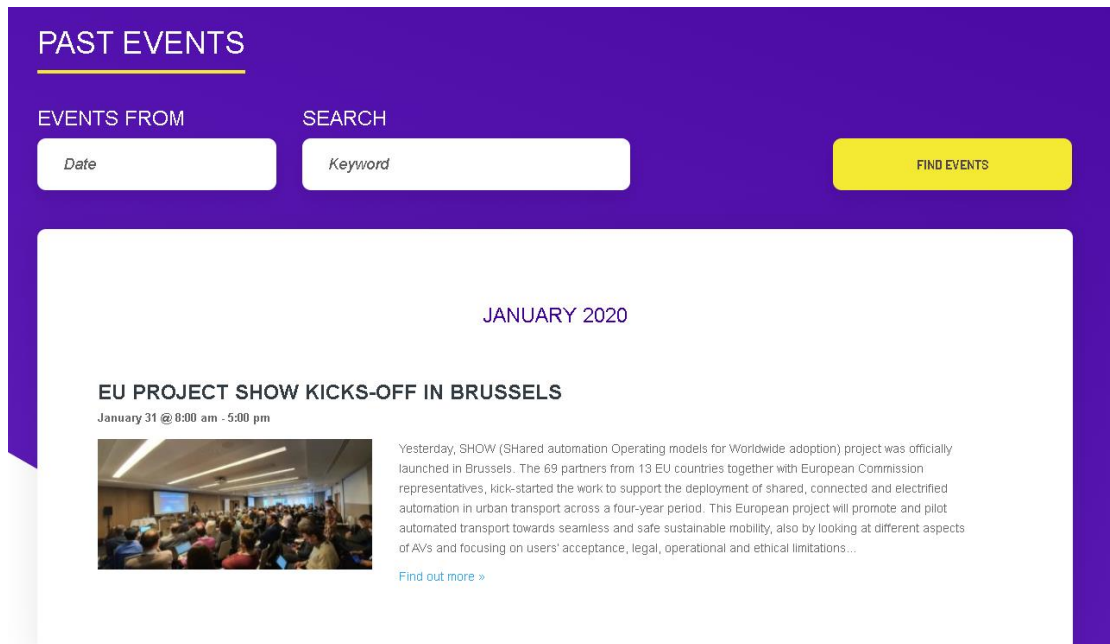 PAST EVENTS
EVENTS FROM
SEARCH
Date
Keyword
FIND EVENTS
JANUARY 2020
EU PROJECT SHOW KICKS-OFF IN BRUSSELS
January 31 @ 8:00 am - 5:00 pm
Yesterday, SHOW (SHared automation Operating models for Worldwide adoption) project was officially
launched in Brussels. The 69 partners from 13 EU countries together with European Commission
representatives, kick-started the work to support the deployment of shared, connected and electrified
automation in urban transport across a four-year period. This European project will promote and pilot
automated transport towards seamless and safe sustainable mobility, also by looking at different aspects
of AVs and focusing on users' acceptance, legal, operational and ethical limitations...
Find out more »